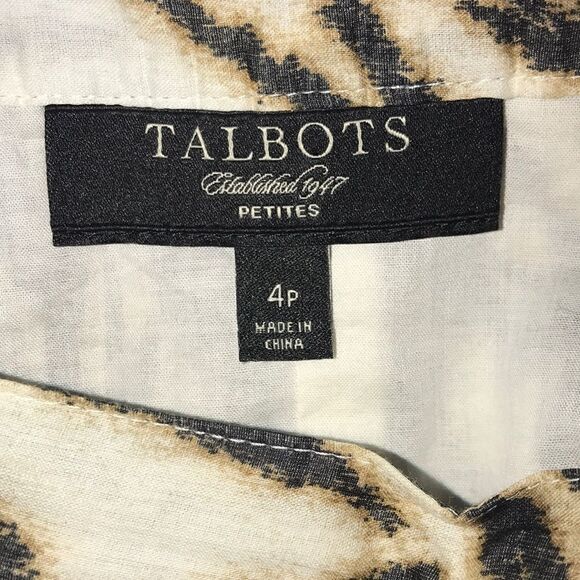 TALBOTS
Established 1947
PETITES
4P
MADE IN
CHINA